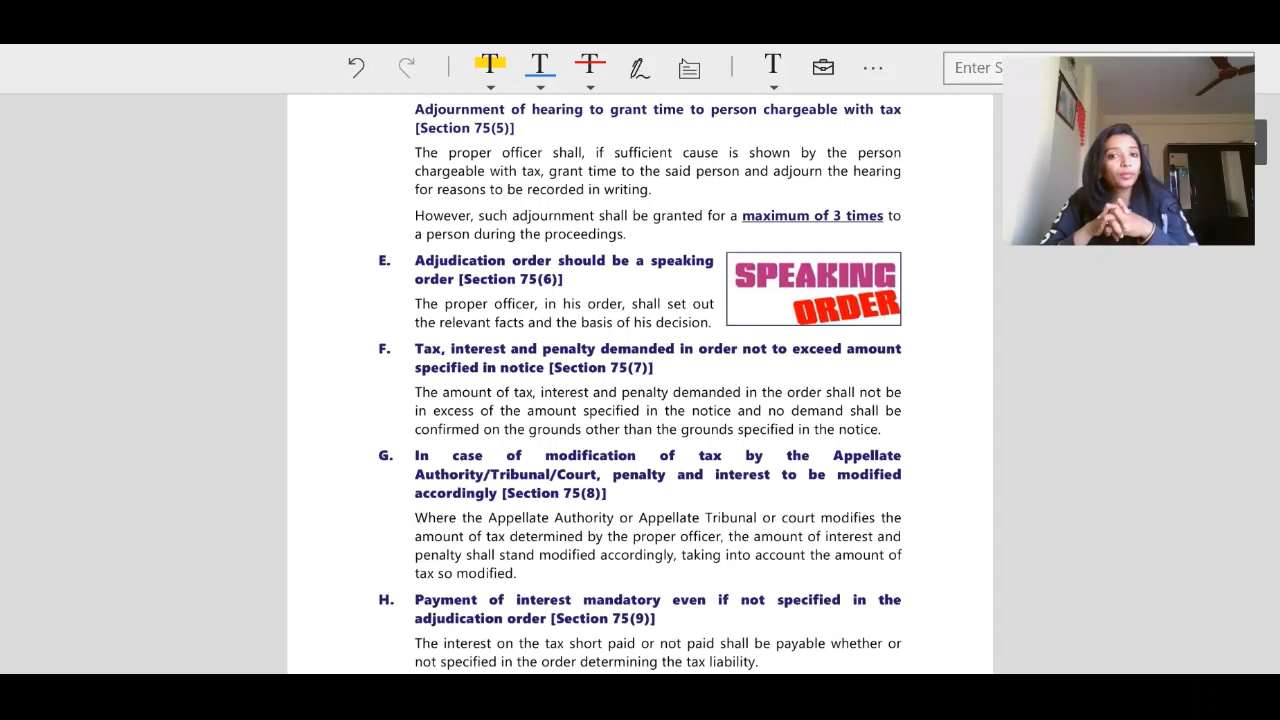 T T T T
Enter S
Adjournment of hearing to grant time to person chargeable with tax
[Section 75(5)]
The proper officer shall, if sufficient cause is shown by the person
chargeable with tax, grant time to the said person and adjourn the hearing
for reasons to be recorded in writing.
However, such adjournment shall be granted for a maximum of 3 times to
a person during the proceedings.
E. Adjudication order should be a speaking
order [Section 75(6)]
The proper officer, in his order, shall set out
the relevant facts and the basis of his decision.
SPEAKING
ORDER
F. Tax, interest and penalty demanded in order not to exceed amount
specified in notice [Section 75(7)]
The amount of tax, interest and penalty demanded in the order shall not be
in excess of the amount specified in the notice and no demand shall be
confirmed on the grounds other than the grounds specified in the notice.
G. In case of modification of tax by the Appellate
Authority/Tribunal/Court, penalty and interest to be modified
accordingly [Section 75(8)]
Where the Appellate Authority or Appellate Tribunal or court modifies the
amount of tax determined by the proper officer, the amount of interest and
penalty shall stand modified accordingly, taking into account the amount of
tax so modified.
H. Payment of interest mandatory even if not specified in the
adjudication order [Section 75(9)]
The interest on the tax short paid or not paid shall be payable whether or
not specified in the order determining the tax liability.